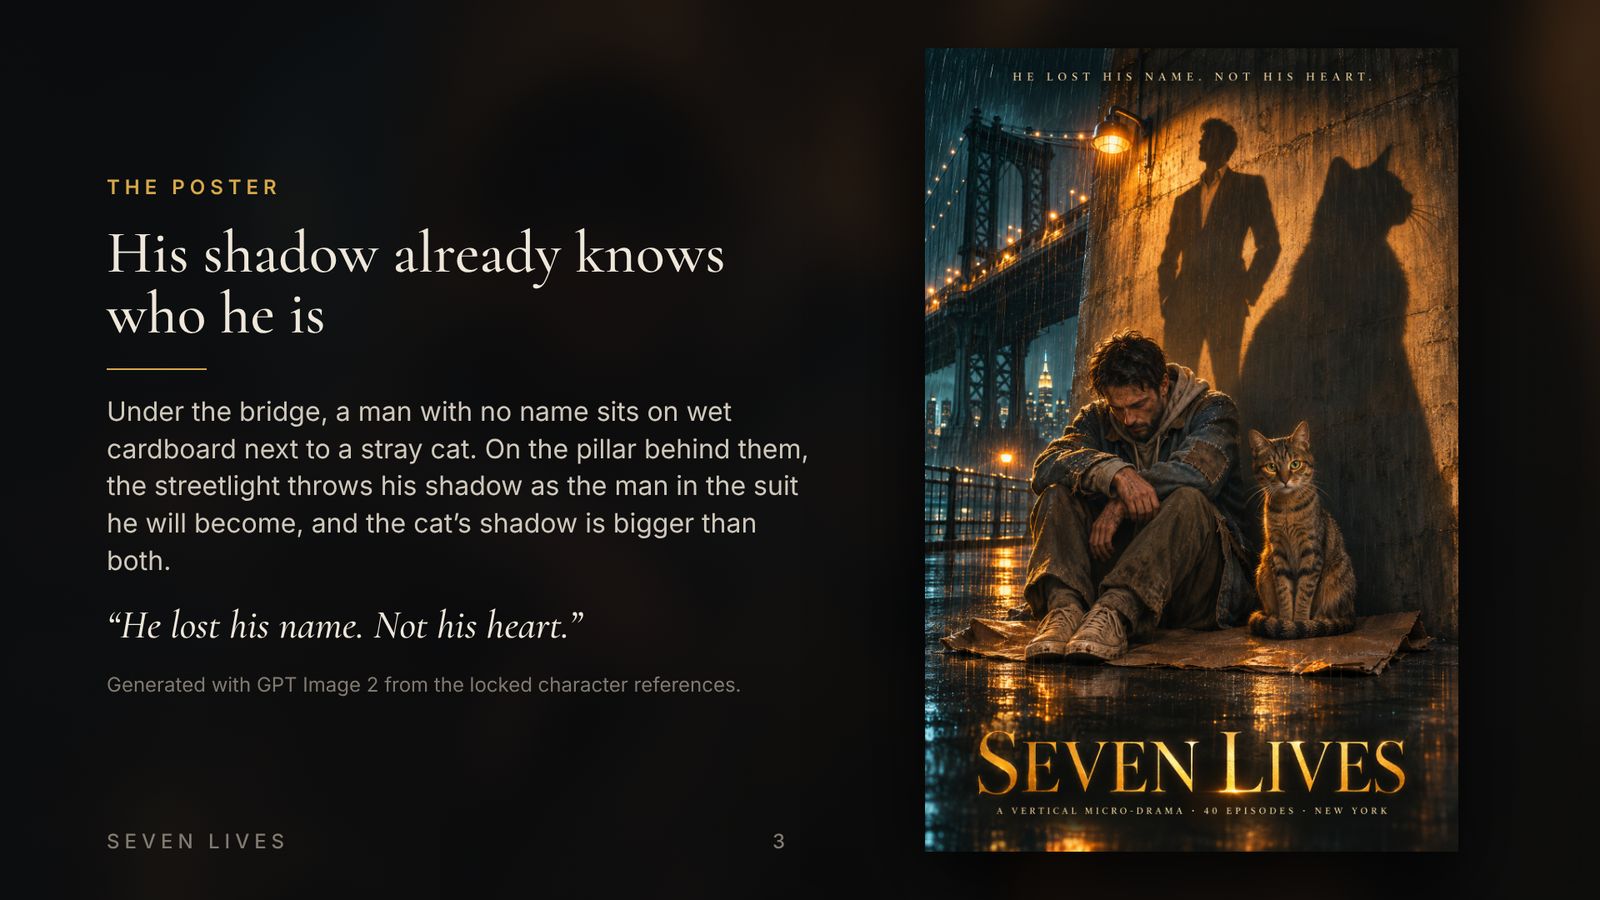 THE POSTER
His shadow already knows
who he is
Under the bridge, a man with no name sits on wet
cardboard next to a stray cat. On the pillar behind them,
the streetlight throws his shadow as the man in the suit
he will become, and the cat’s shadow is bigger than
both.
“He lost his name. Not his heart.”
Generated with GPT Image 2 from the locked character references.
SEVEN LIVES
3
HE LOST HIS NAME. NOT HIS HEART.
SEVEN LIVES
A VERTICAL MICRO-DRAMA · 40 EPISODES · NEW YORK